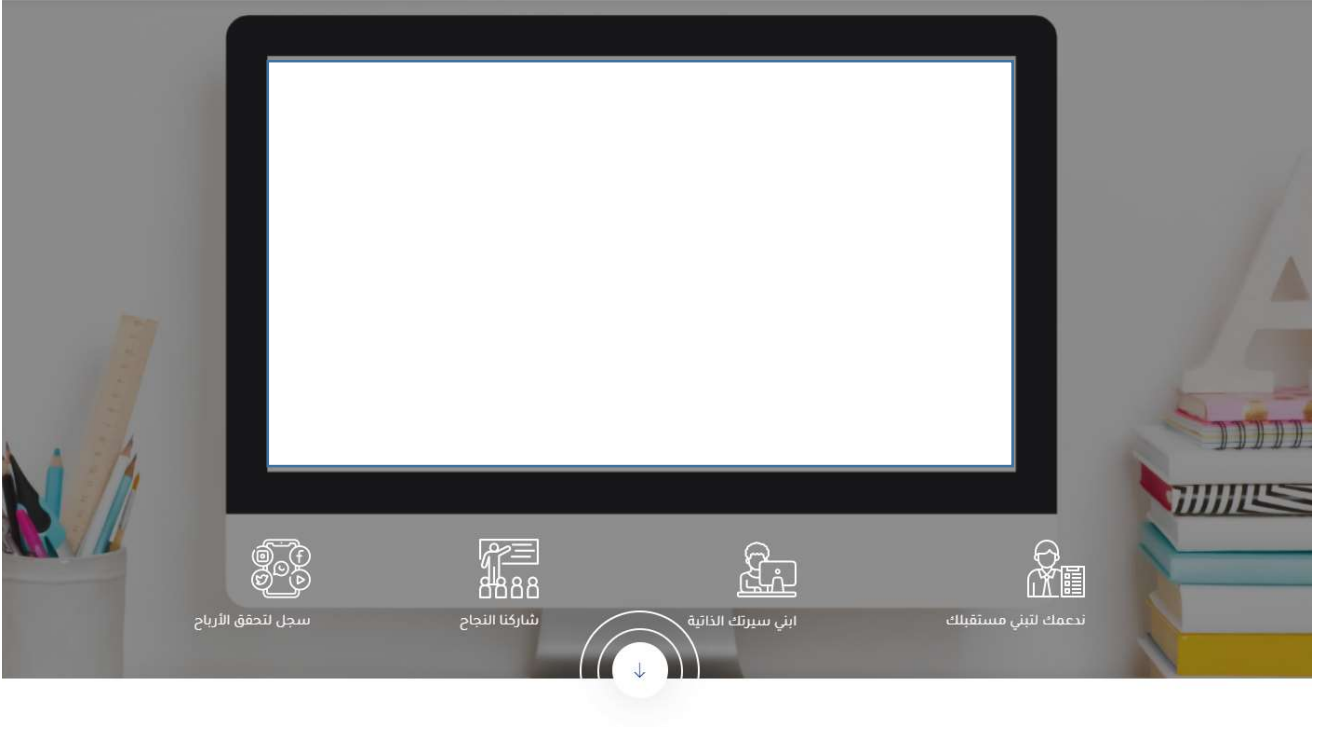 ندعمك لتبني مستقبلك
ابني سيرتك الذاتية
شاركنا النجاح
سجل لتحقق الأرباح